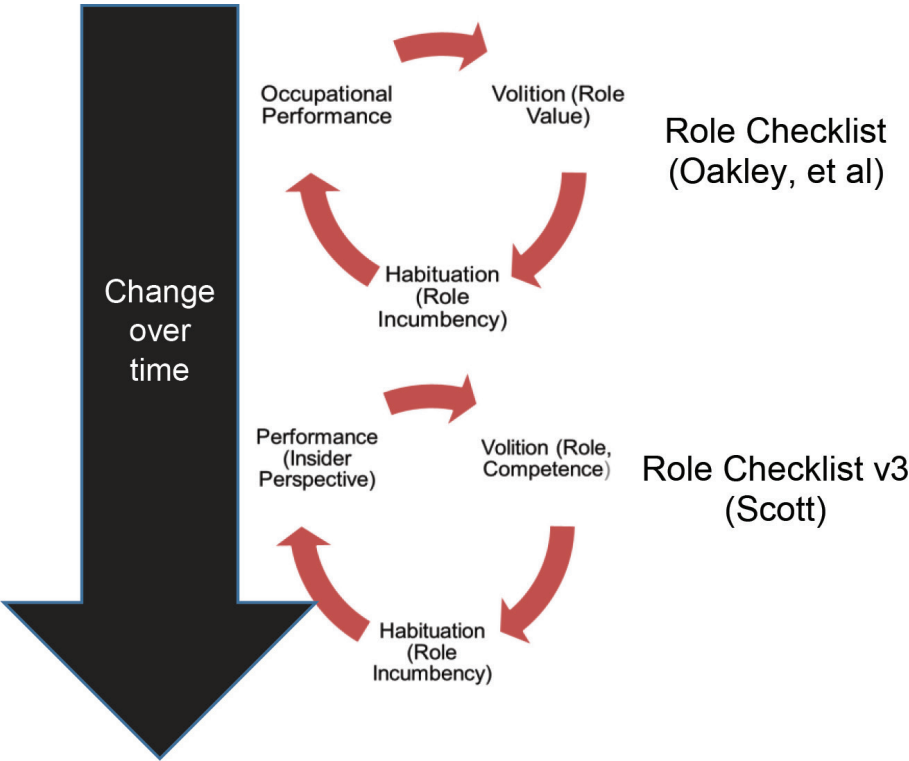 Occupational
Performance
Volition (Role
Value)
Role Checklist
(Oakley, et al)
Habituation
(Role
Incumbency)
Change
over
time
Performance
(Insider
Perspective)
Volition (Role,
Competence)
Role Checklist v3
(Scott)
Habituation
(Role
Incumbency)